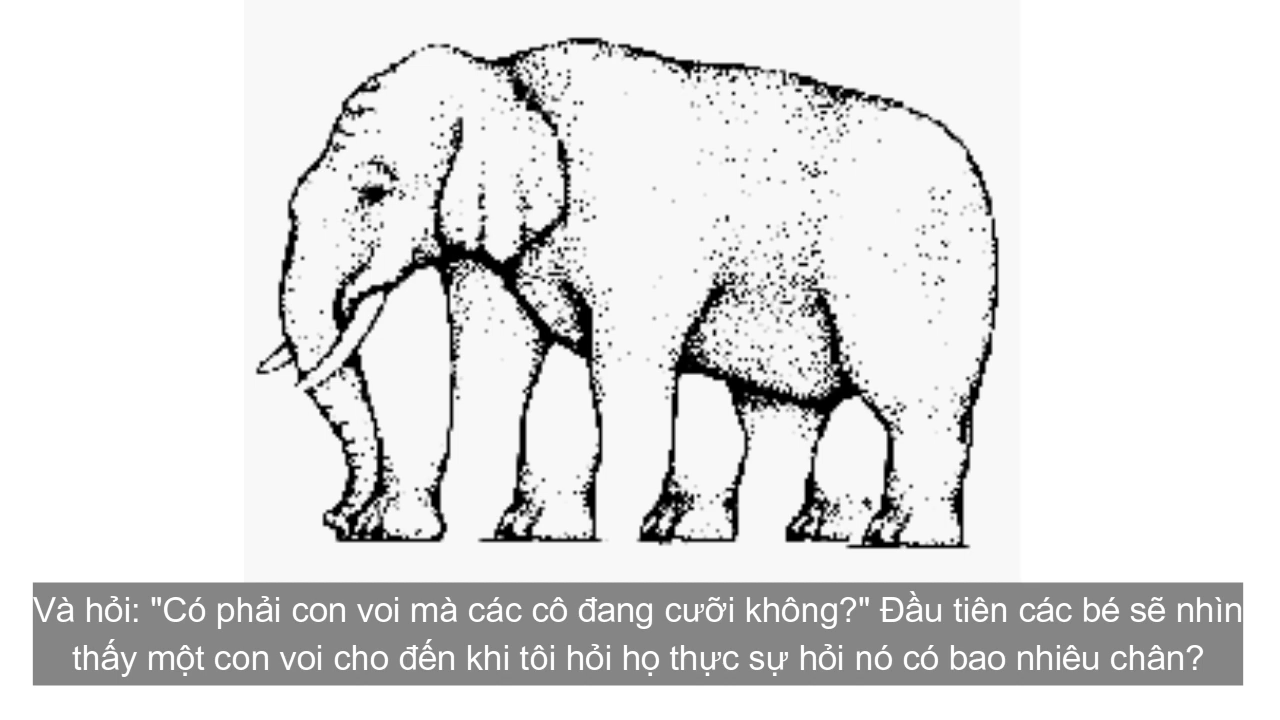 Và hỏi: "Có phải con voi mà các cô đang cưỡi không?" Đầu tiên các bé sẽ nhìn
thấy một con voi cho đến khi tôi hỏi họ thực sự hỏi nó có bao nhiêu chân?